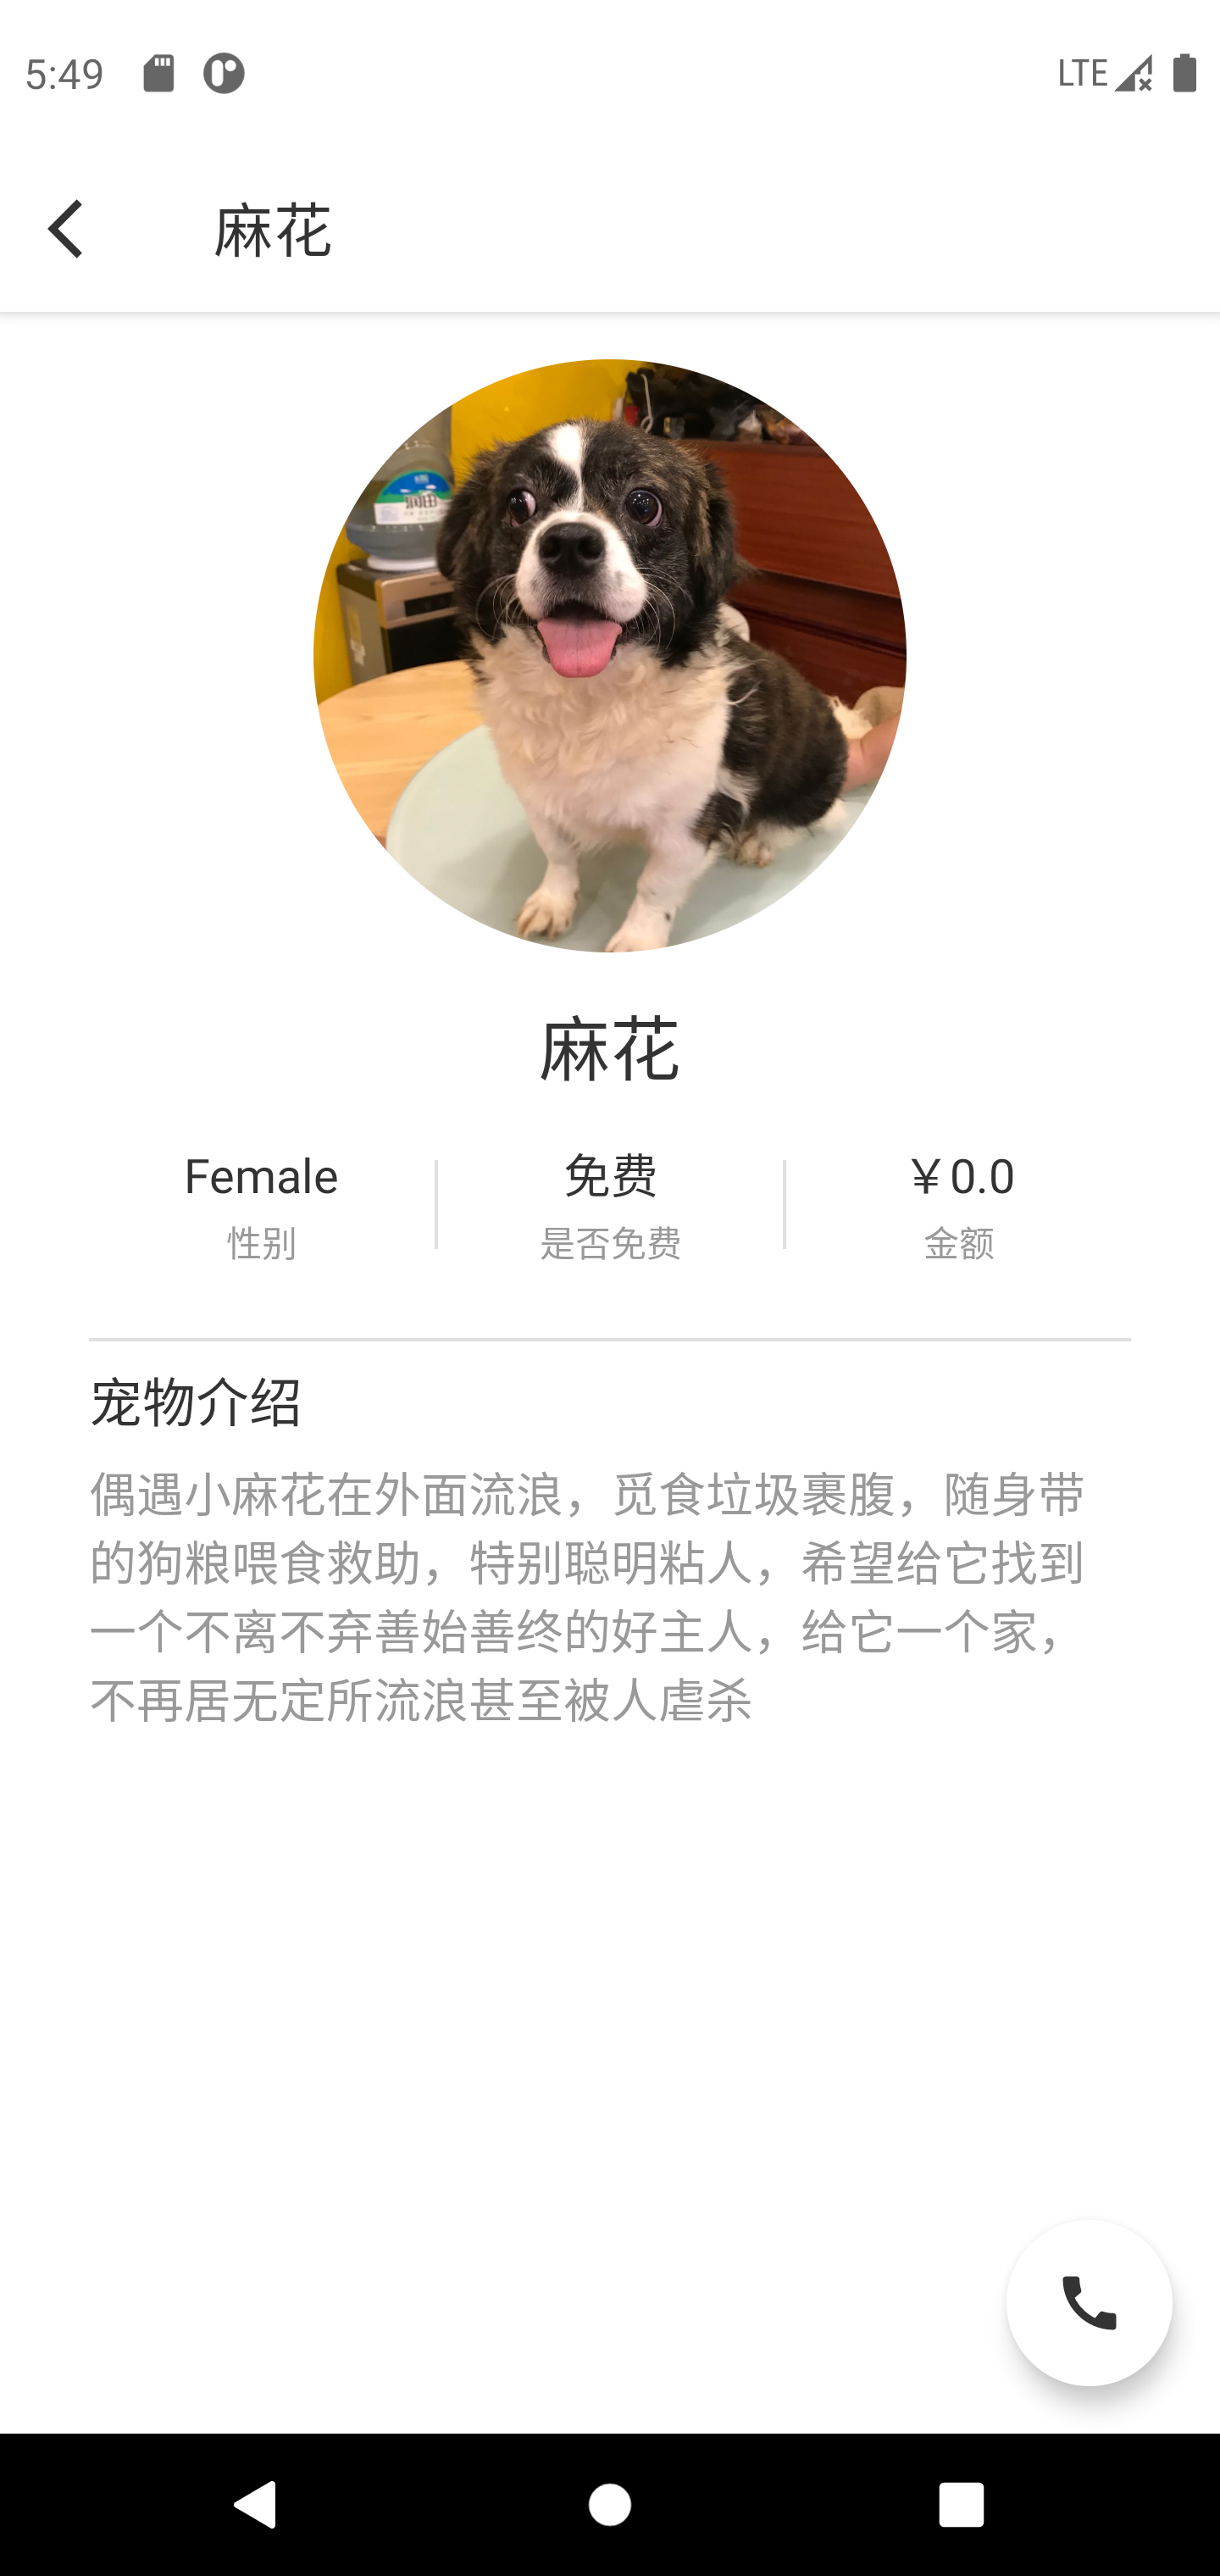 5:49
LTE
麻花
润田
麻花
Female
免费
￥0.0
性别
是否免费
金额
宠物介绍
偶遇小麻花在外面流浪，觅食垃圾裹腹，随身带
的狗粮喂食救助，特别聪明粘人，希望给它找到
一个不离不弃善始善终的好主人，给它一个家，
不再居无定所流浪甚至被人虐杀